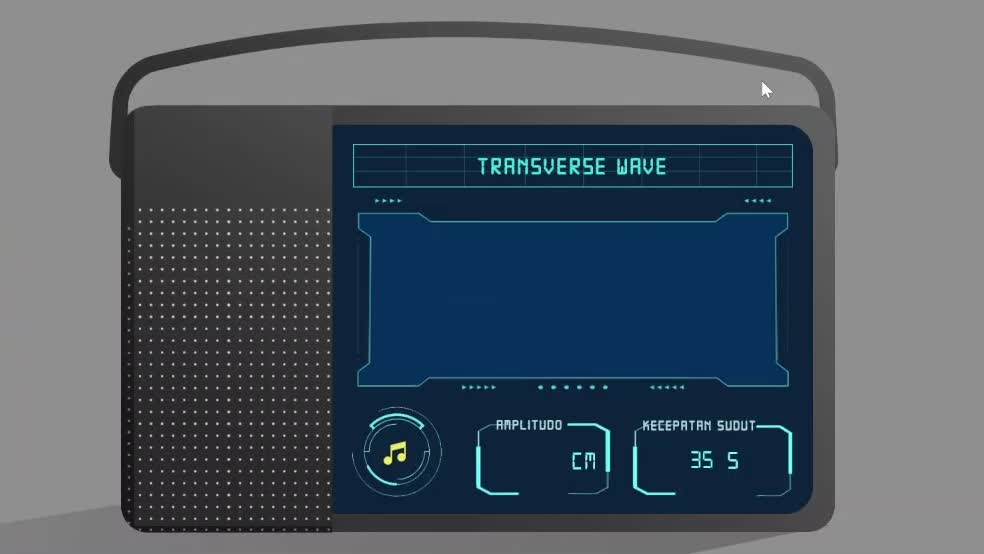 TRANSVERSE WAVE
AMPLITUDO
CM
KECEPATAN SUDUT
35 S